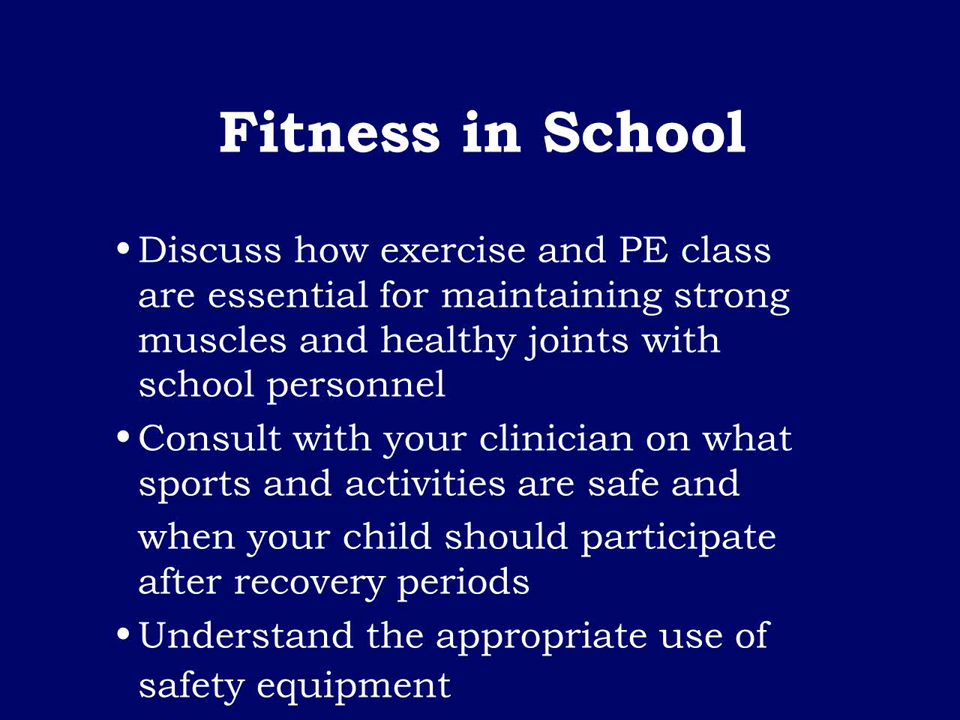 Fitness in School
• Discuss how exercise and PE class
are essential for maintaining strong
muscles and healthy joints with
school personnel
• Consult with your clinician on what
sports and activities are safe and
when your child should participate
after recovery periods
• Understand the appropriate use of
safety equipment